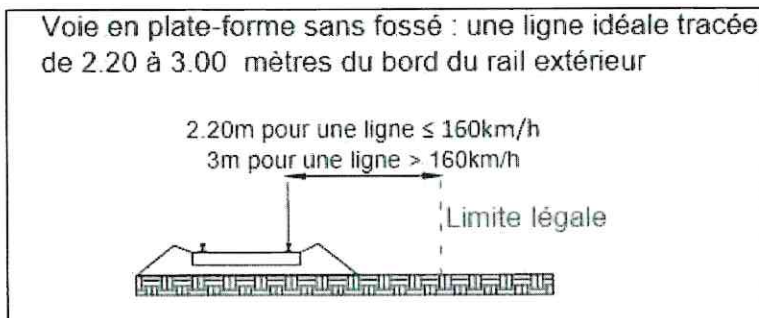 Voie en plate-forme sans fossé : une ligne idéale tracée
de 2.20 à 3.00 mètres du bord du rail extérieur
2.20m pour une ligne ≤ 160km/h
3m pour une ligne > 160km/h
Limite légale